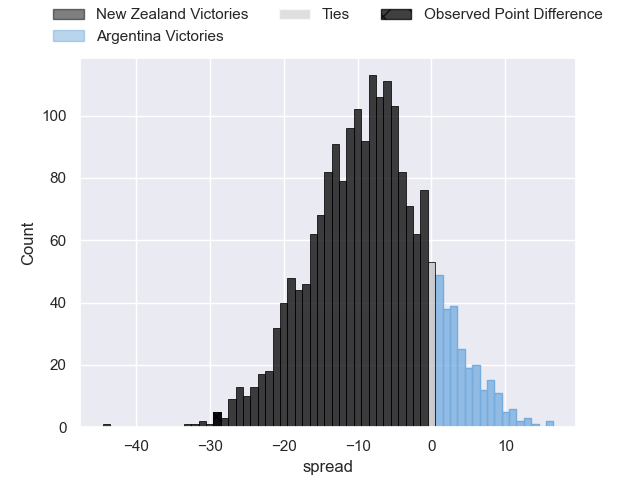 New Zealand Victories Ties Observed Point Difference
Argentina Victories
100
80
60
40
20
0
Count
−40 −30 −20 −10 0 10
spread